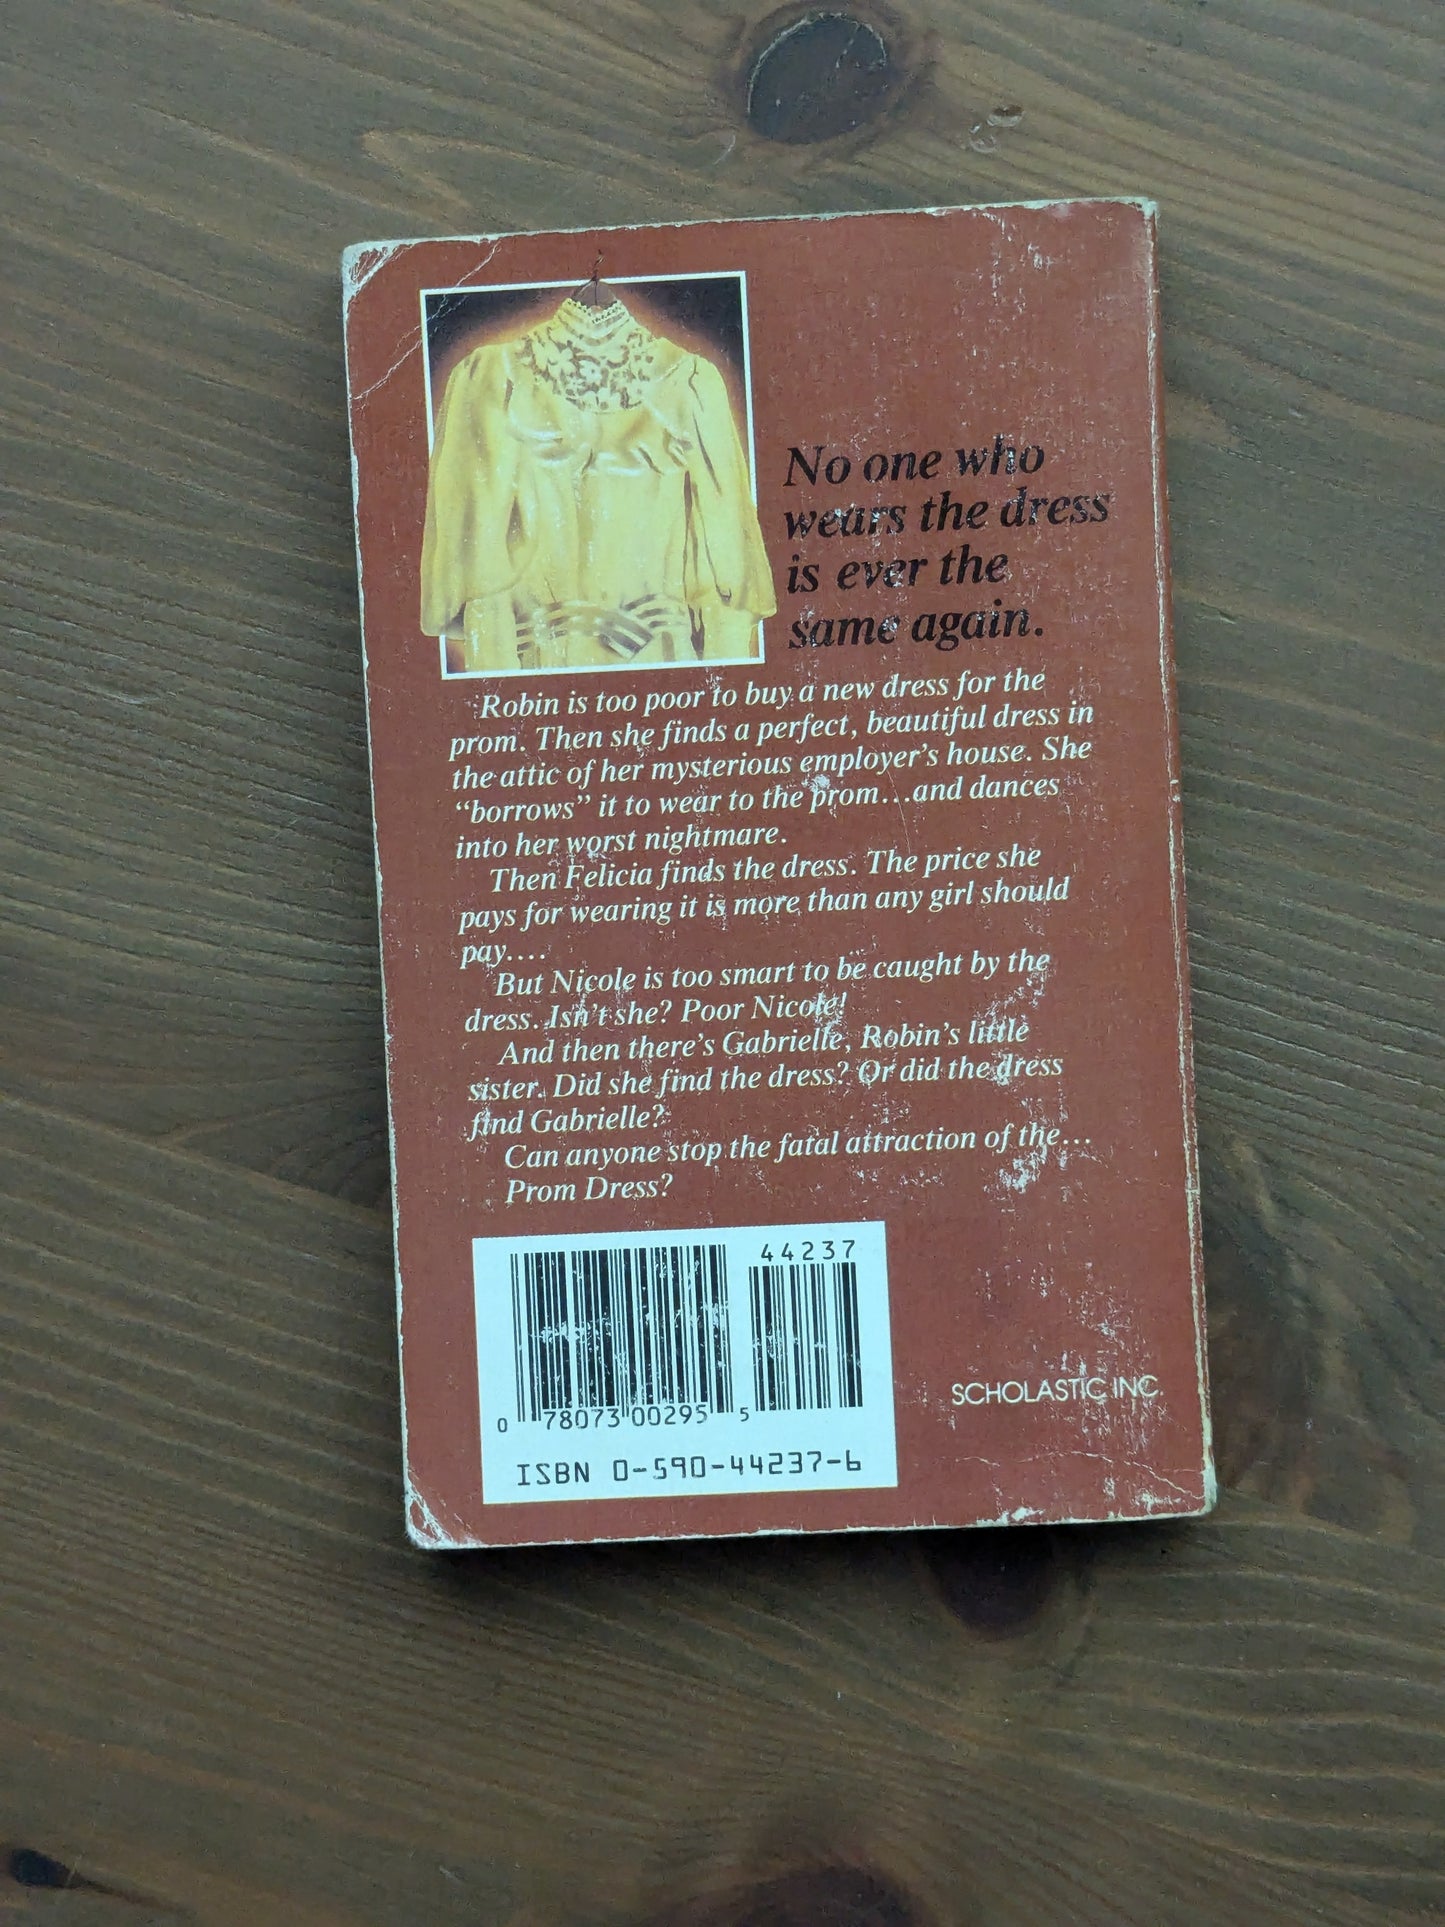 No one who
wears the dress
is ever the
same again.
Robin is too poor to buy a new dress for the
prom. Then she finds a perfect, beautiful dress in
the attic of her mysterious employer's house. She
“borrows” it to wear to the prom...and dances
into her worst nightmare.
Then Felicia finds the dress. The price she
pays for wearing it is more than any girl should
pay....
But Nicole is too smart to be caught by the
dress. Isn't she? Poor Nicole!
And then there's Gabrielle, Robin's little
sister. Did she find the dress? Or did the dress
find Gabrielle?
Can anyone stop the fatal attraction of the...
Prom Dress?
44237
0 78073 00295 5
ISBN 0-590-44237-6
SCHOLASTIC INC.